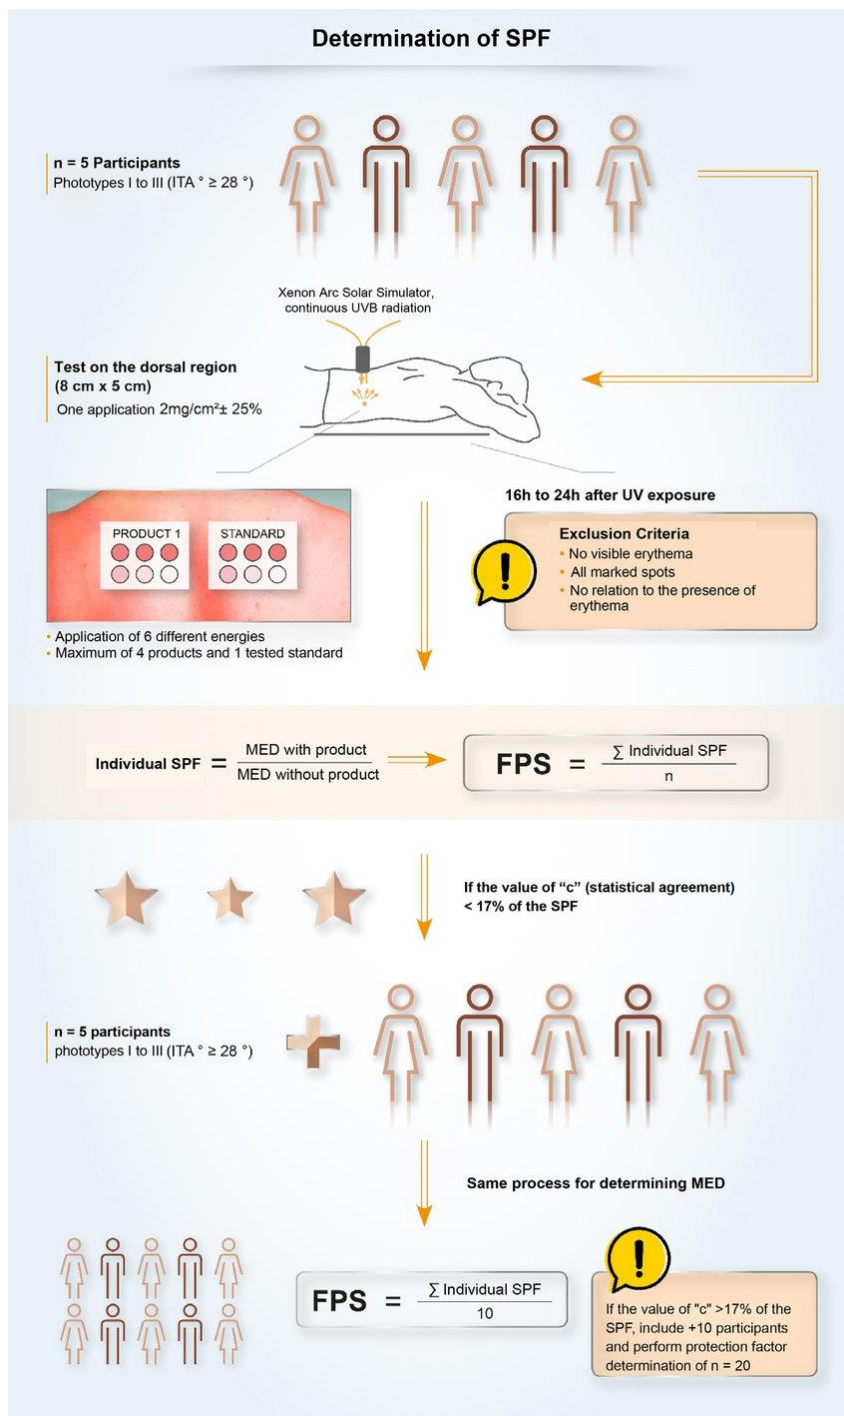 Determination of SPF
n = 5 Participants
Phototypes I to III (ITA ° ≥ 28 °)
Xenon Arc Solar Simulator,
continuous UVB radiation
Test on the dorsal region
(8 cm x 5 cm)
One application 2mg/cm²± 25%
PRODUCT 1
STANDARD
• Application of 6 different energies
• Maximum of 4 products and 1 tested standard
16h to 24h after UV exposure
!
Exclusion Criteria
• No visible erythema
• All marked spots
• No relation to the presence of
erythema
Individual SPF = MED with product
MED without product
FPS = ∑ Individual SPF
n
If the value of “c” (statistical agreement)
< 17% of the SPF
n = 5 participants
phototypes I to III (ITA ° ≥ 28 °)
Same process for determining MED
FPS = ∑ Individual SPF
10
!
If the value of "c" >17% of the
SPF, include +10 participants
and perform protection factor
determination of n = 20